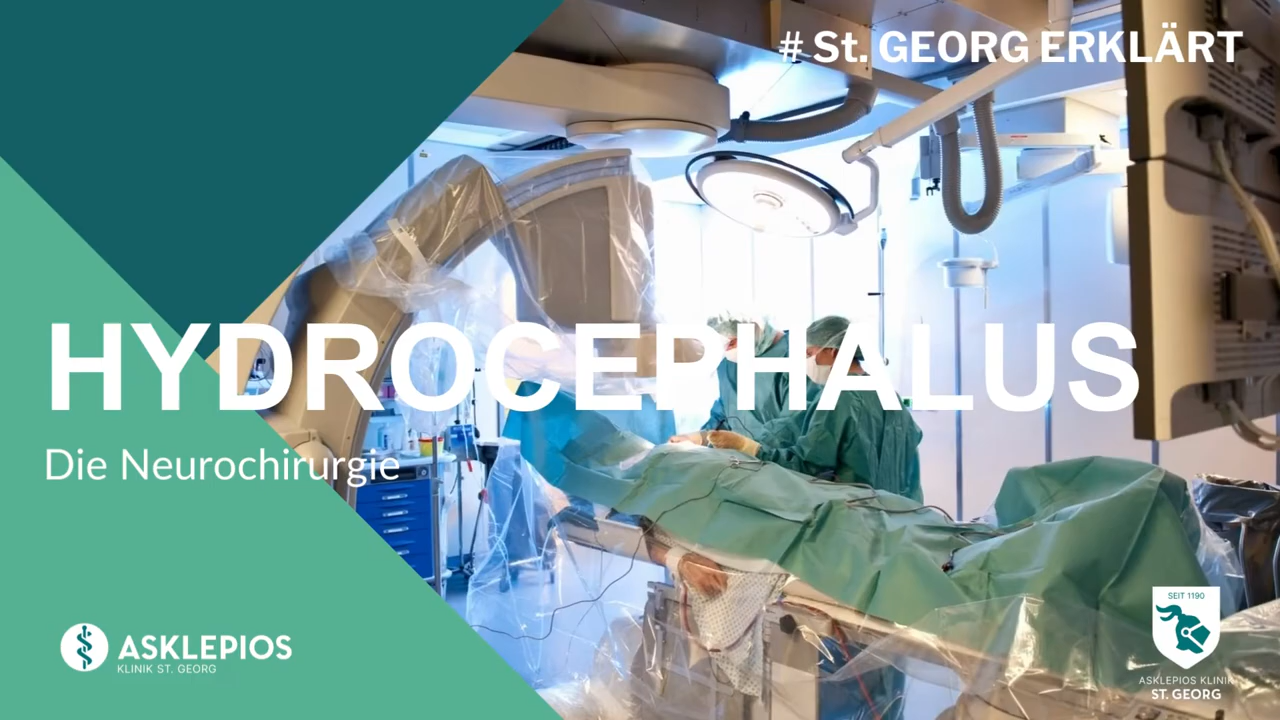 # St. GEORG ERKLÄRT
HYDROCEPHALUS
Die Neurochirurgie
ASKLEPIOS
KLINIK ST. GEORG
SEIT 1190
ASKLEPIOS KLINIK
ST. GEORG